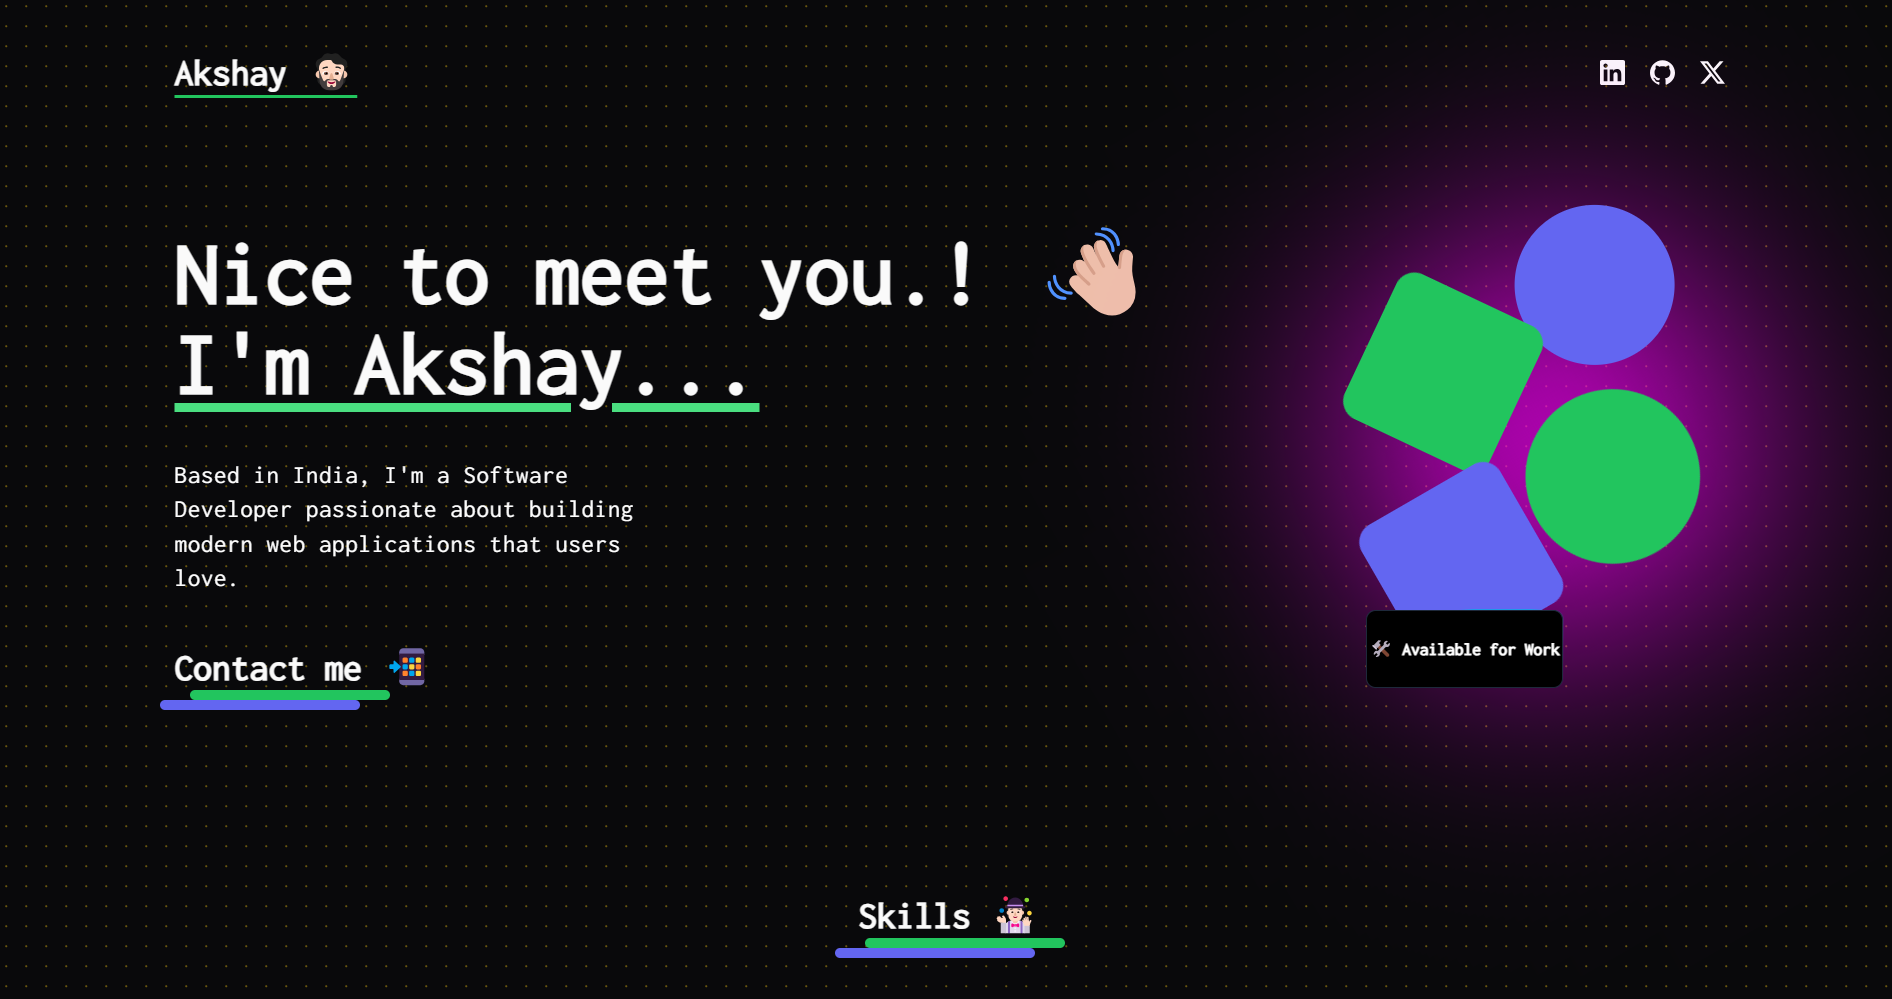 Akshay
Nice to meet you.!
I'm Akshay...
Based in India, I'm a Software
Developer passionate about building
modern web applications that users
love.
Contact me
Available for Work
Skills